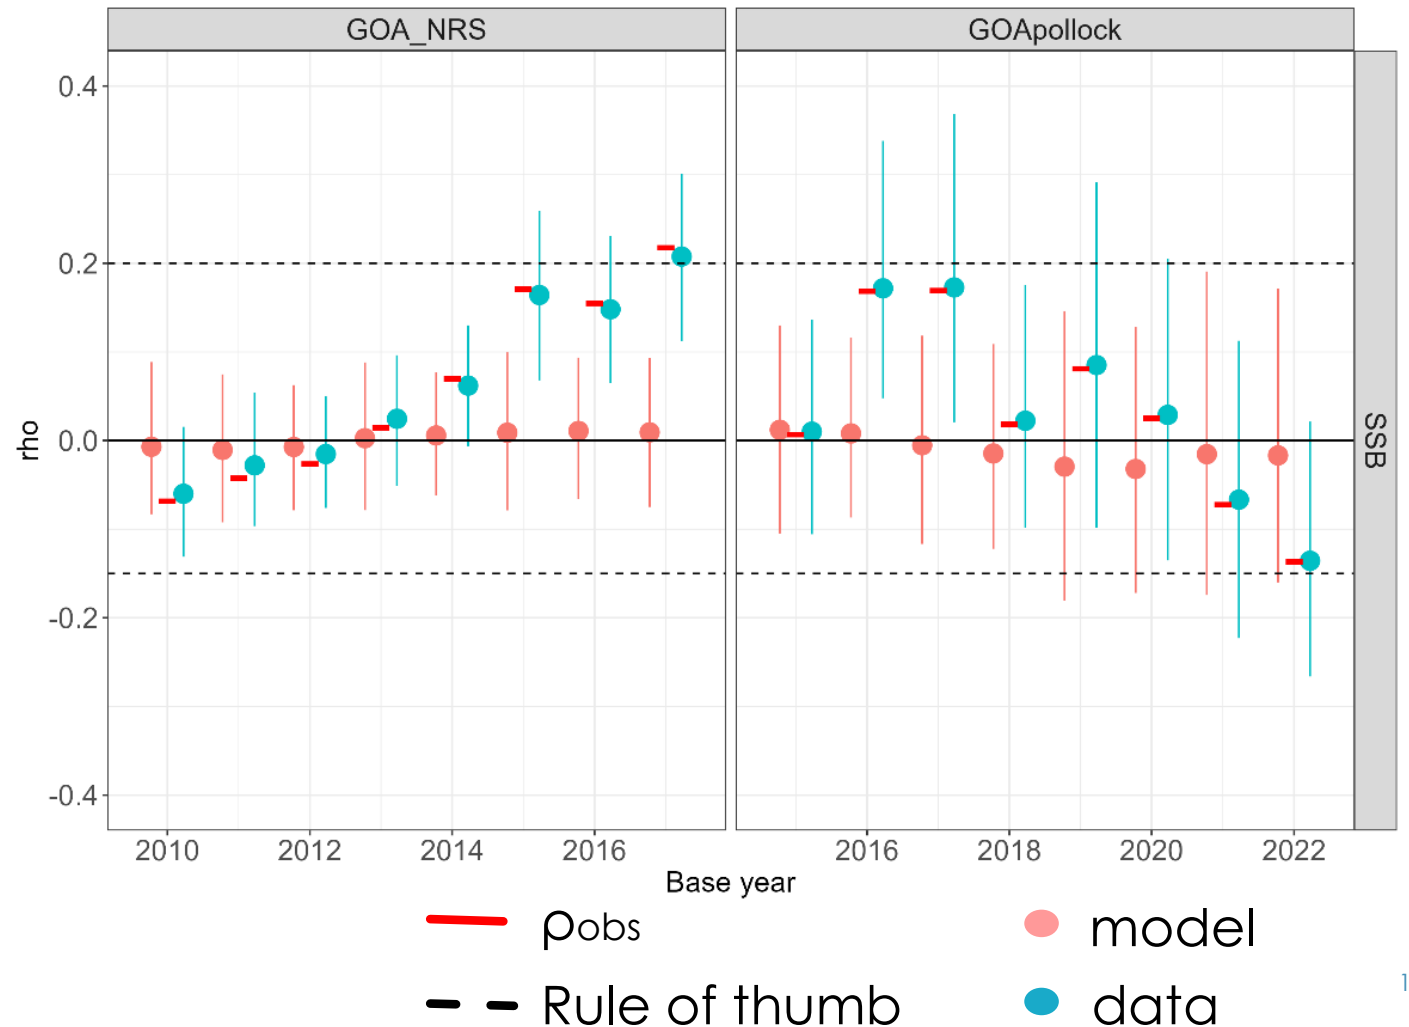 GOA_NRS GOApollock
0.4
0.2
0.0
-0.2
-0.4
rho
SSB
2010 2012 2014 2016 2016 2018 2020 2022
Base year
ρobs model
Rule of thumb data
1